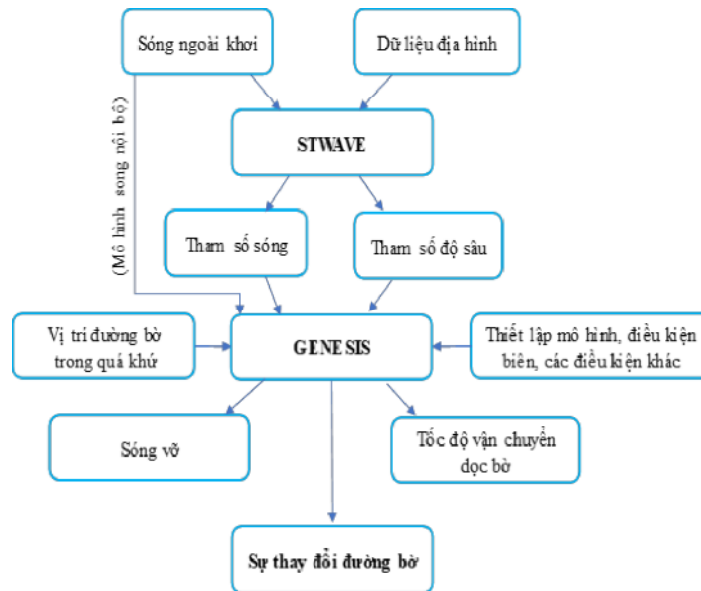 Sóng ngoài khơi
Dữ liệu địa hình
(Mô hình song nội bộ)
STWAVE
Tham số sóng
Tham số độ sâu
Vị trí đường bờ
trong quá khứ
GENESIS
Thiết lập mô hình, điều kiện
biên, các điều kiện khác
Sóng vỡ
Tốc độ vận chuyển
dọc bờ
Sự thay đổi đường bờ